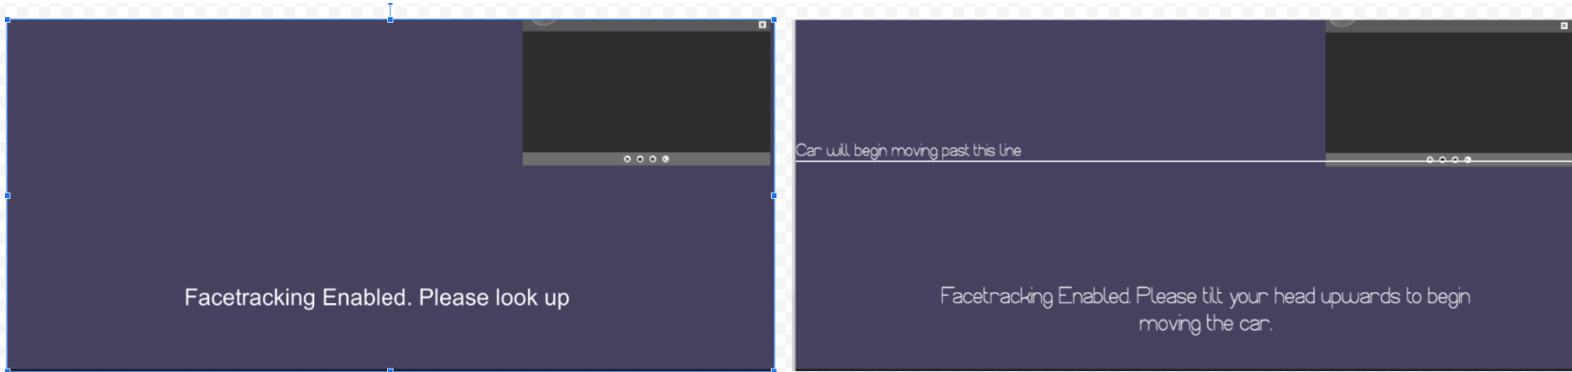 Facetracking Enabled. Please look up
Car will begin moving past this line
Facetracking Enabled. Please tilt your head upwards to begin
moving the car.